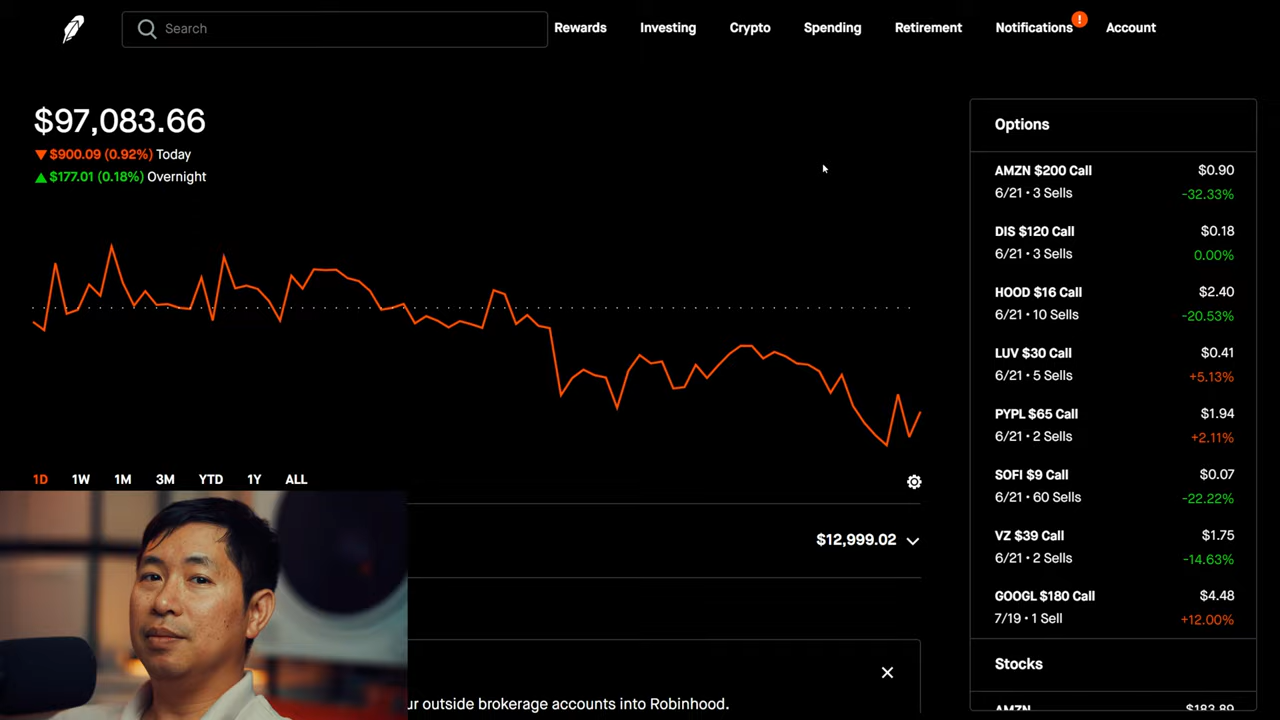 Search
Rewards
Investing
Crypto
Spending
Retirement
Notifications
!
Account
$97,083.66
$900.09 (0.92%) Today
$177.01 (0.18%) Overnight
1D
1W
1M
3M
YTD
1Y
ALL
$12,999.02
ur outside brokerage accounts into Robinhood.
Options
AMZN $200 Call $0.90
6/21 • 3 Sells -32.33%
DIS $120 Call $0.18
6/21 • 3 Sells 0.00%
HOOD $16 Call $2.40
6/21 • 10 Sells -20.53%
LUV $30 Call $0.41
6/21 • 5 Sells +5.13%
PYPL $65 Call $1.94
6/21 • 2 Sells +2.11%
SOFI $9 Call $0.07
6/21 • 60 Sells -22.22%
VZ $39 Call $1.75
6/21 • 2 Sells -14.63%
GOOGL $180 Call $4.48
7/19 • 1 Sell +12.00%
Stocks
AMZN $183.89